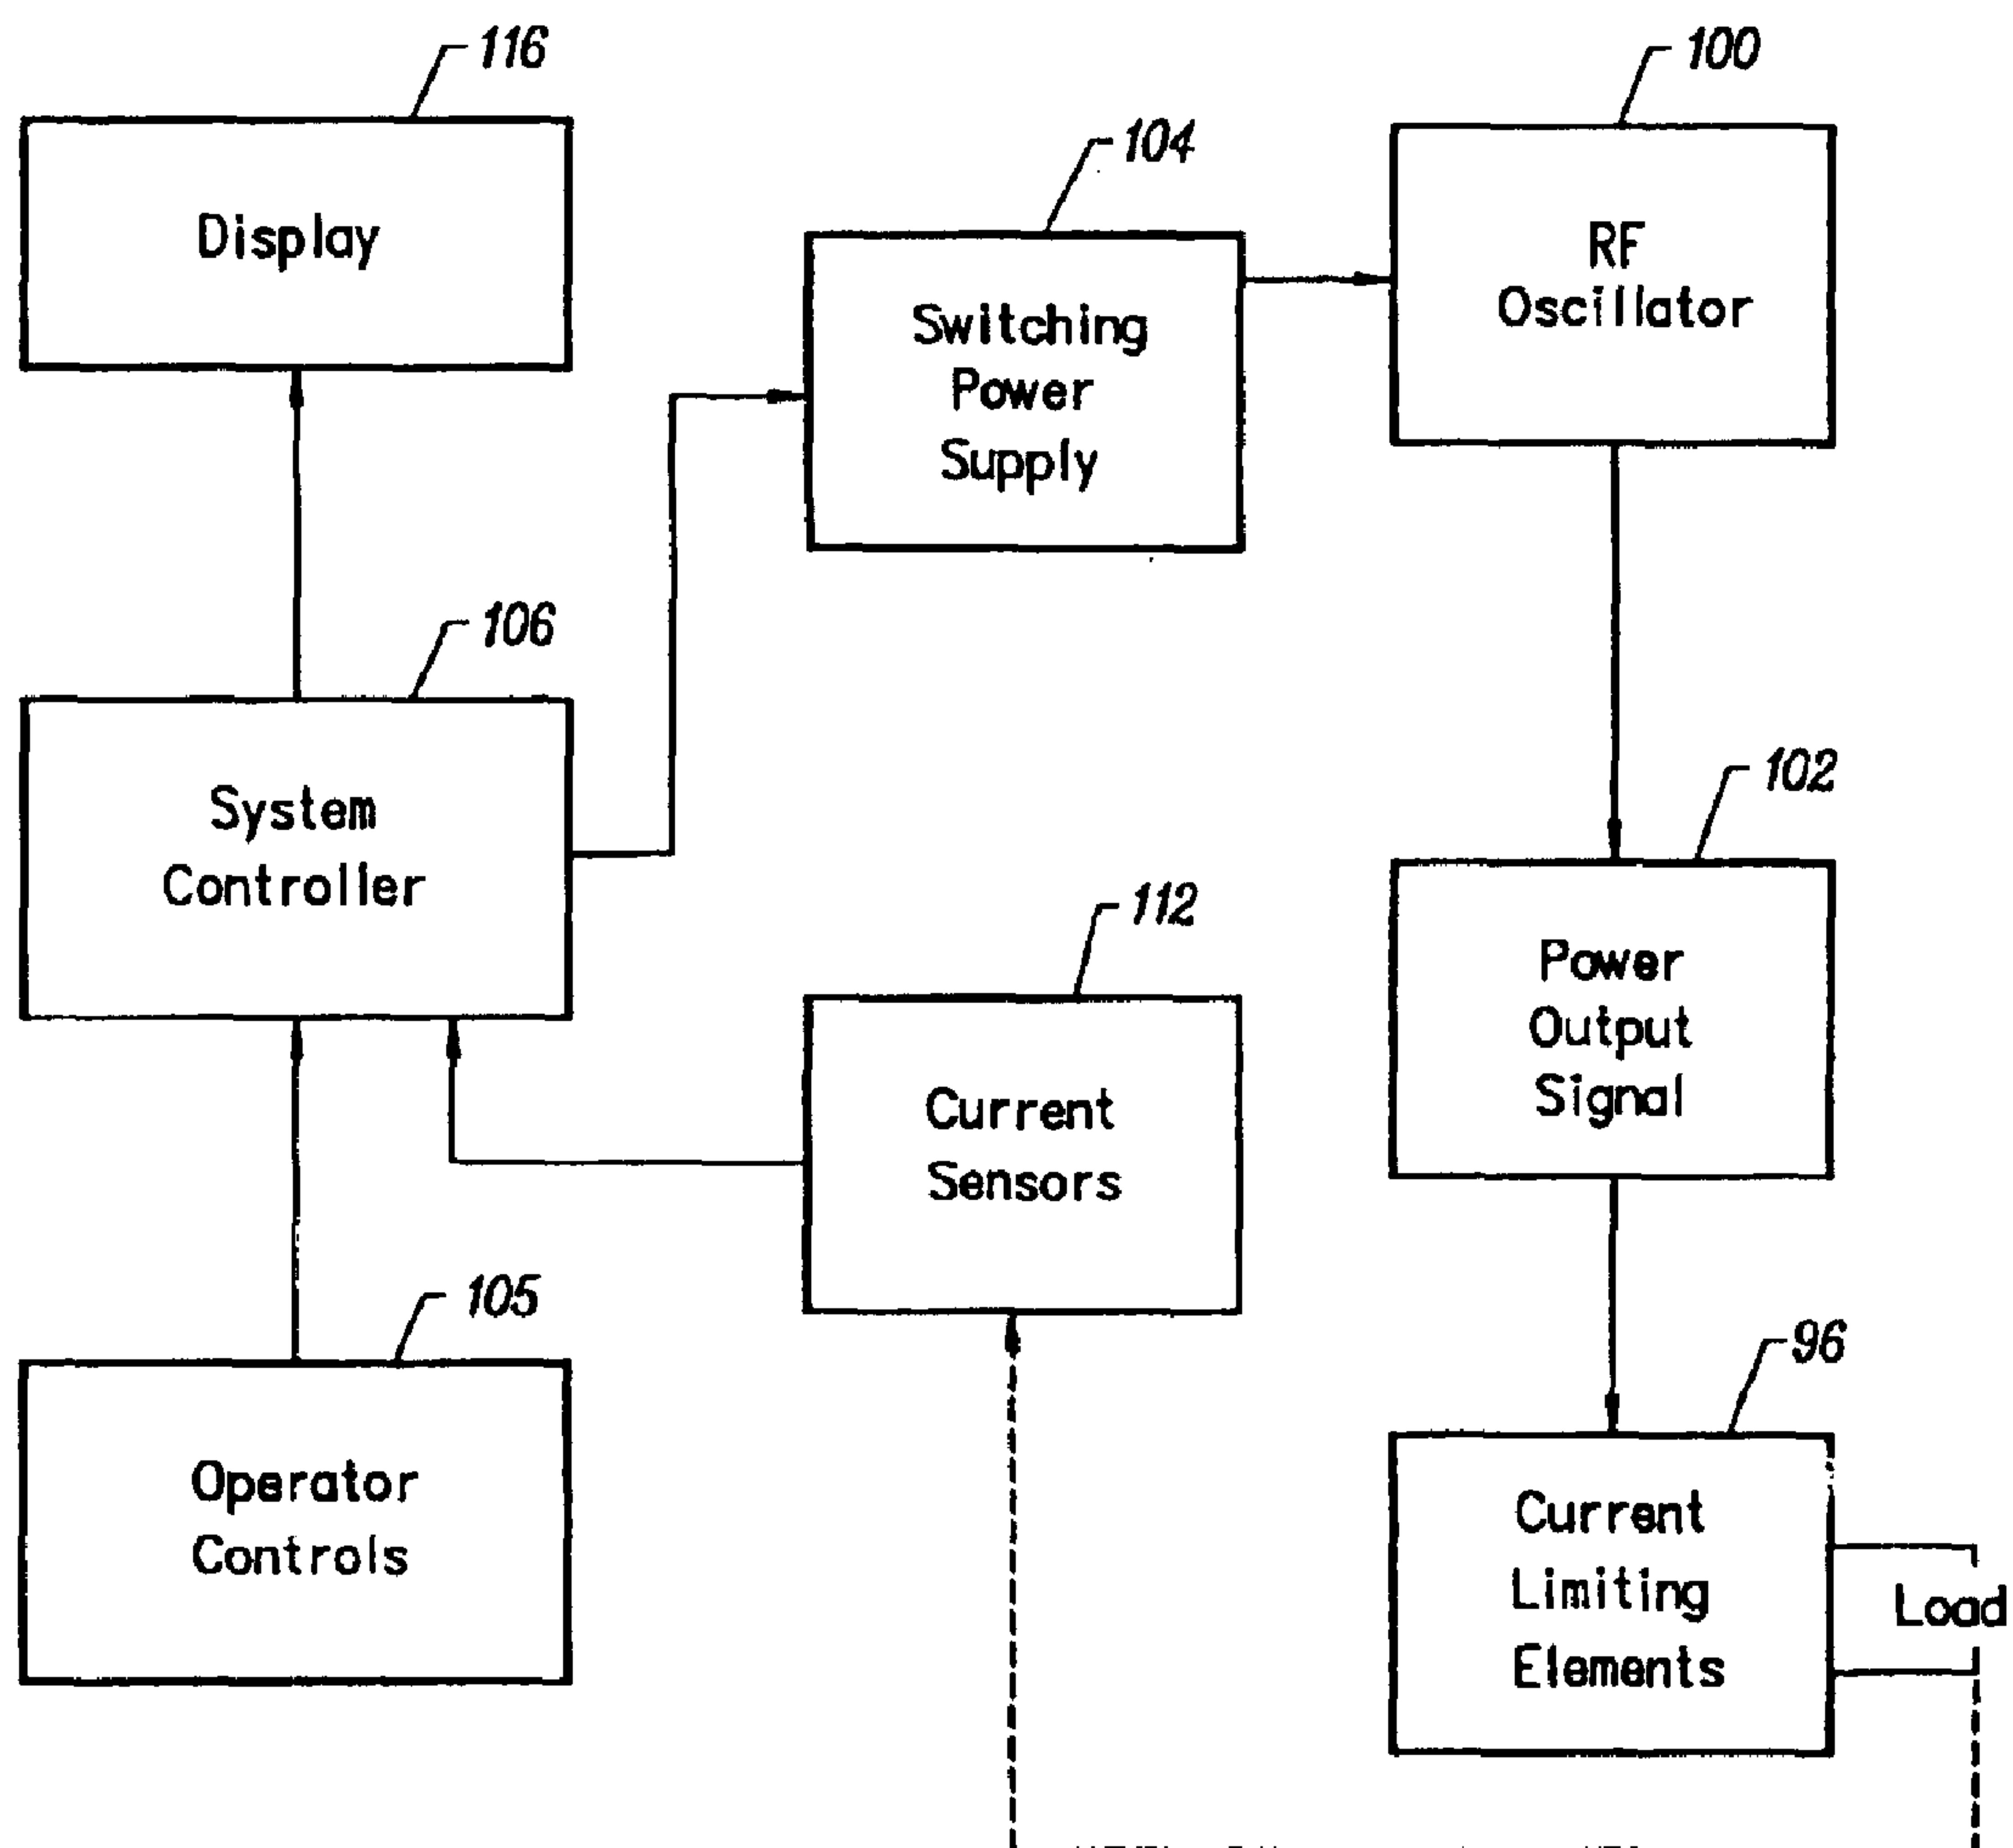 116
Display
104
Switching
Power
Supply
100
RF
Oscillator
106
System
Controller
112
Current
Sensors
102
Power
Output
Signal
105
Operator
Controls
96
Current
Limiting
Elements
Load